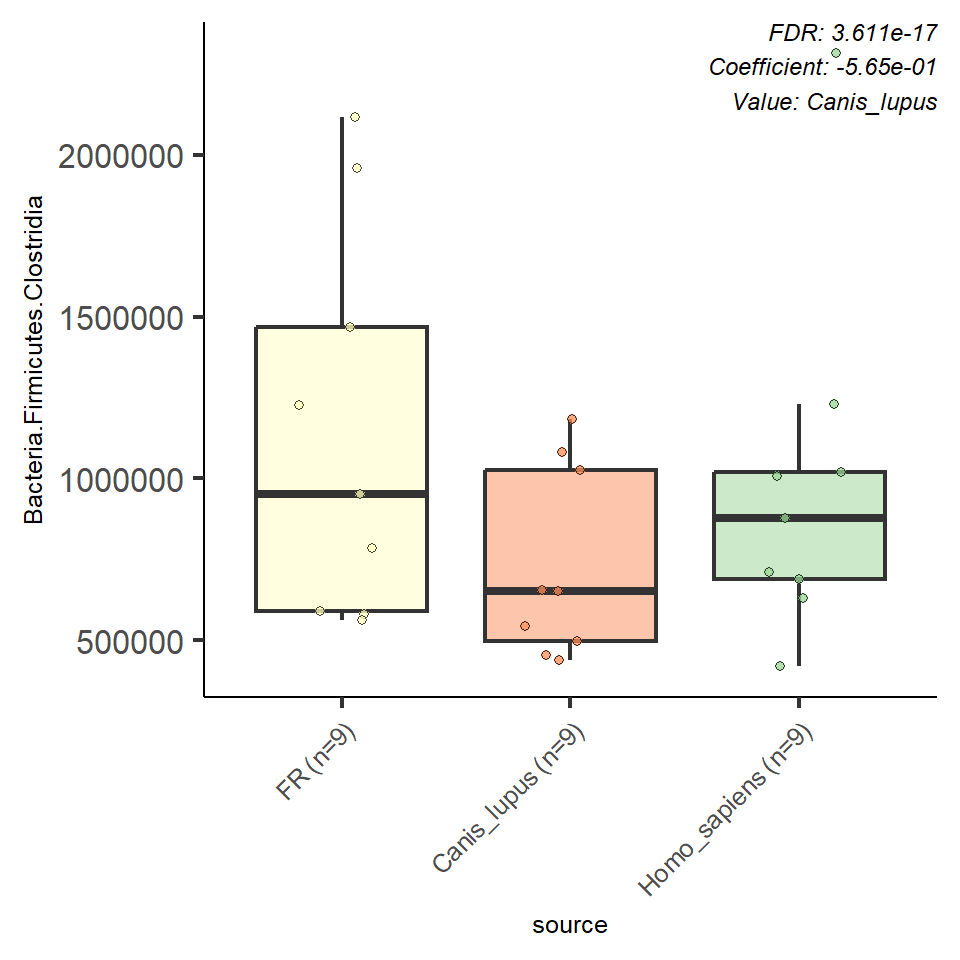 FDR: 3.611e-17
Coefficient: -5.65e-01
Value: Canis_lupus
Bacteria.Firmicutes.Clostridia
2000000
1500000
1000000
500000
FR (n=9)
Canis_lupus (n=9)
Homo_sapiens (n=9)
source